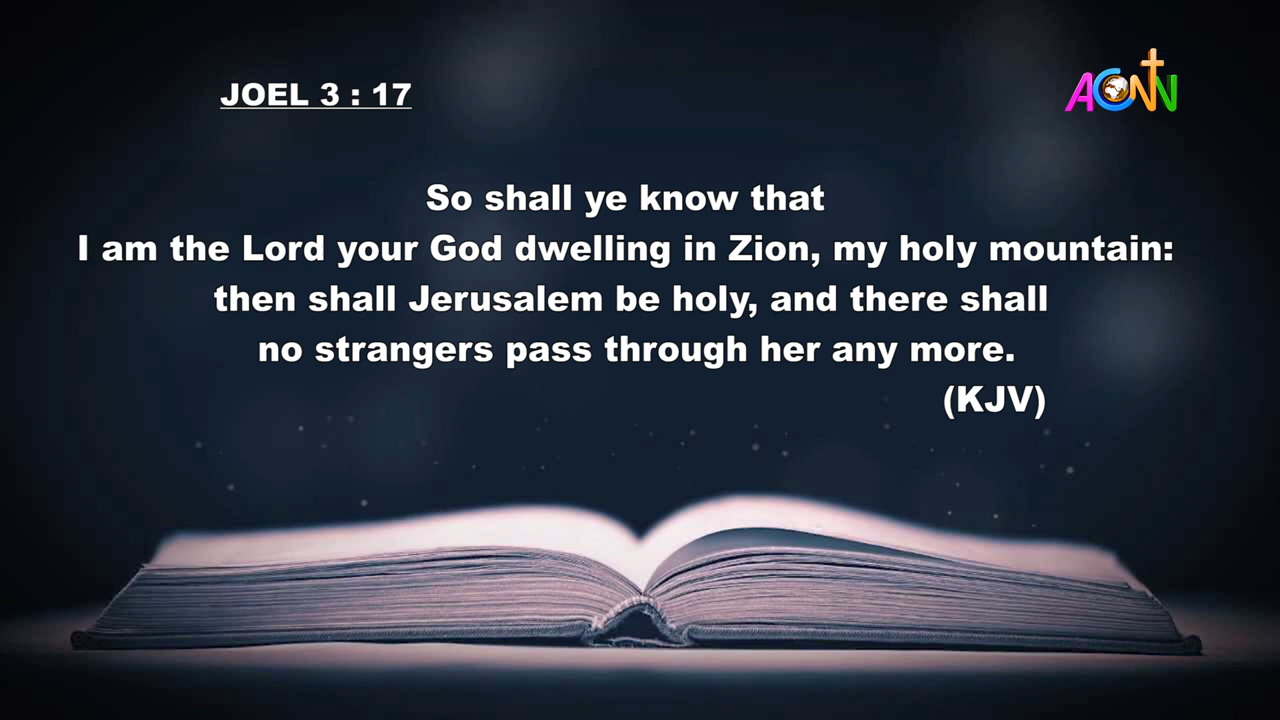 JOEL 3 : 17
ACNN
So shall ye know that
I am the Lord your God dwelling in Zion, my holy mountain:
then shall Jerusalem be holy, and there shall
no strangers pass through her any more.
(KJV)